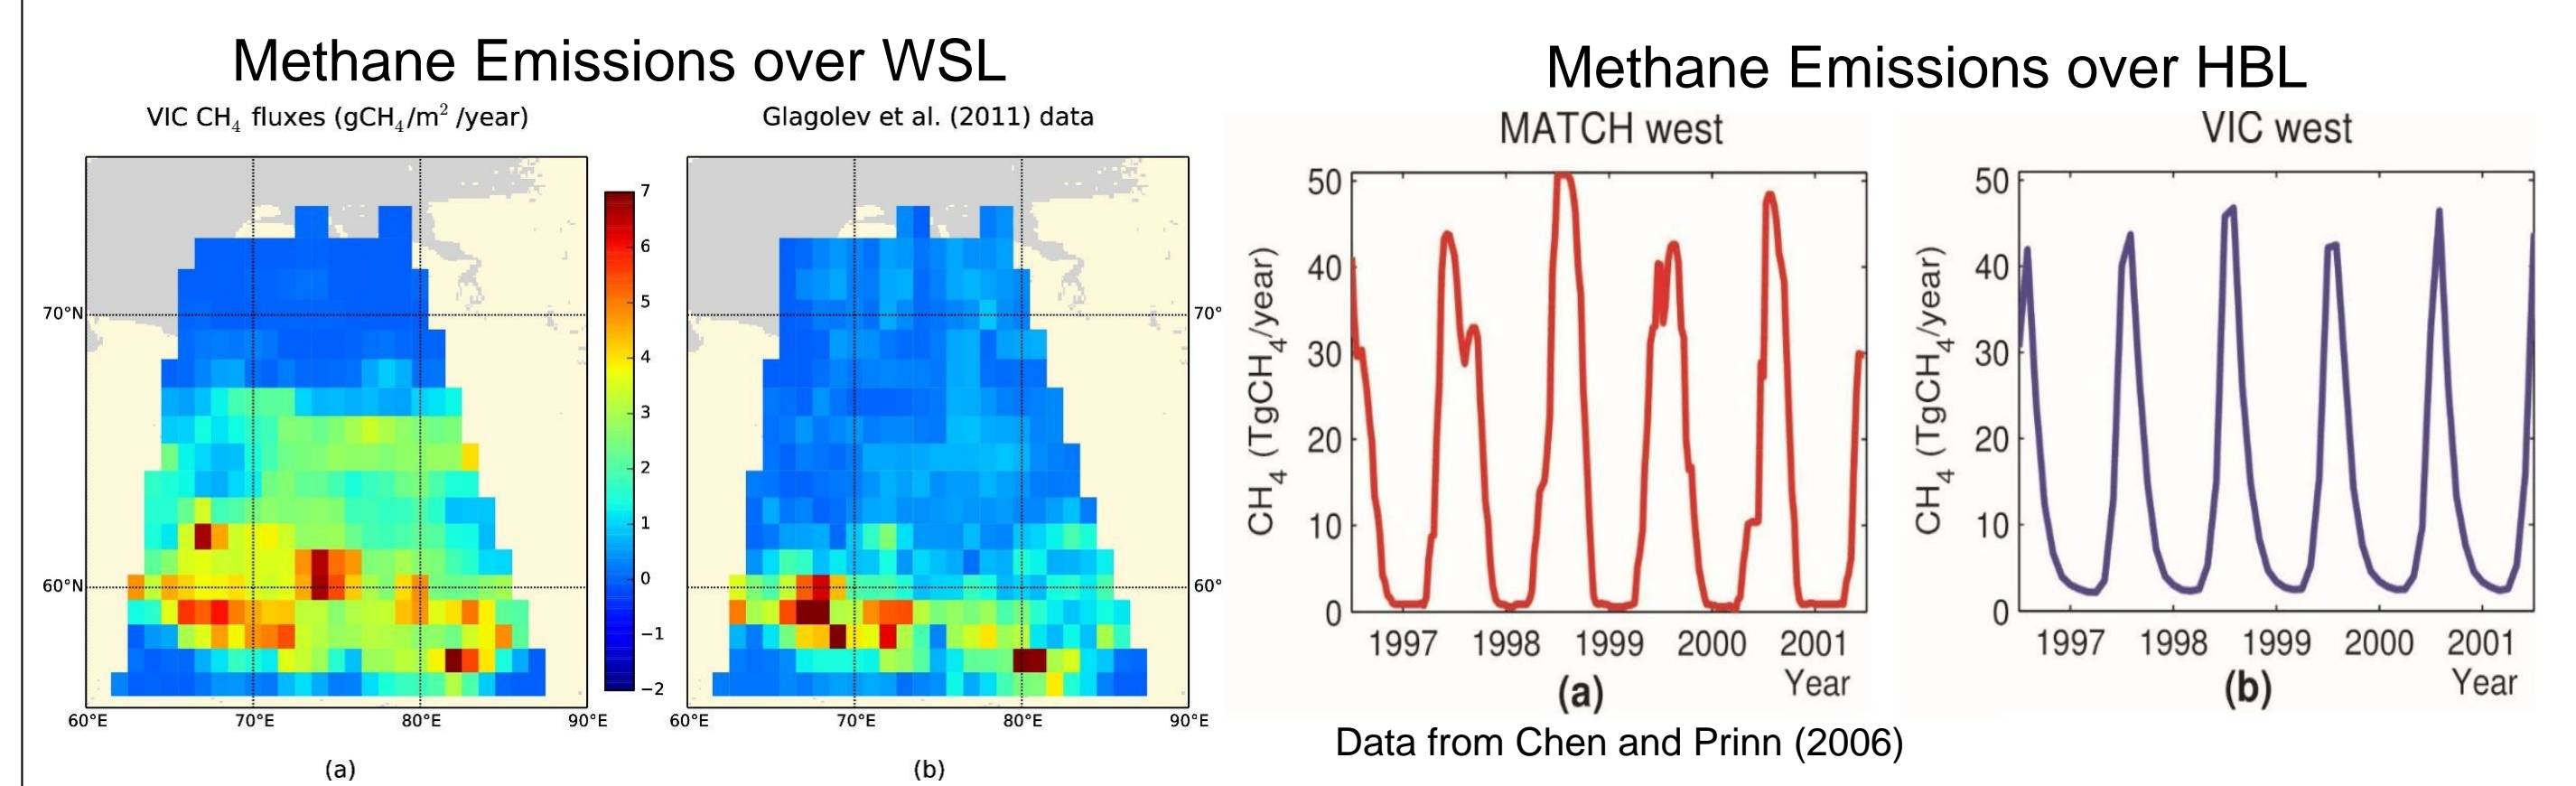 Methane Emissions over WSL
VIC CH₄ fluxes (gCH₄/m² /year)
Glagolev et al. (2011) data
70°N
60°N
60°E
70°E
80°E
90°E
7
6
5
4
3
2
1
0
−1
−2
70°
60°
60°E
70°E
80°E
90°E
(a)
(b)
Methane Emissions over HBL
MATCH west
CH₄ (TgCH₄/year)
50
40
30
20
10
0
1997
1998
1999
2000
2001
Year
(a)
VIC west
CH₄ (TgCH₄/year)
50
40
30
20
10
0
1997
1998
1999
2000
2001
Year
(b)
Data from Chen and Prinn (2006)